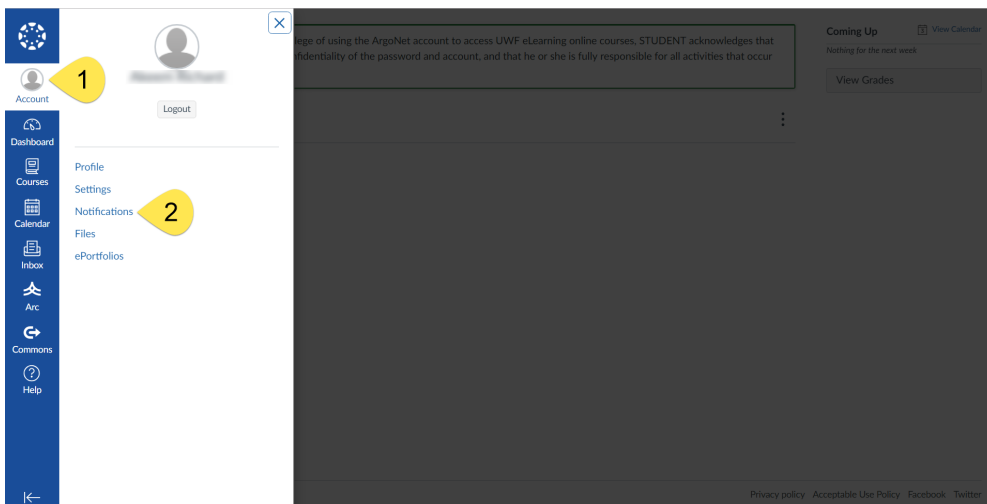 Account
Dashboard
Courses
Calendar
Inbox
Arc
Commons
Help
1
Logout
Profile
Settings
Notifications
2
Files
ePortfolios
lege of using the ArgoNet account to access UWF eLearning online courses, STUDENT acknowledges that
nfidentiality of the password and account, and that he or she is fully responsible for all activities that occur
Coming Up
View Calendar
Nothing for the next week
View Grades
Privacy policy Acceptable Use Policy Facebook Twitter